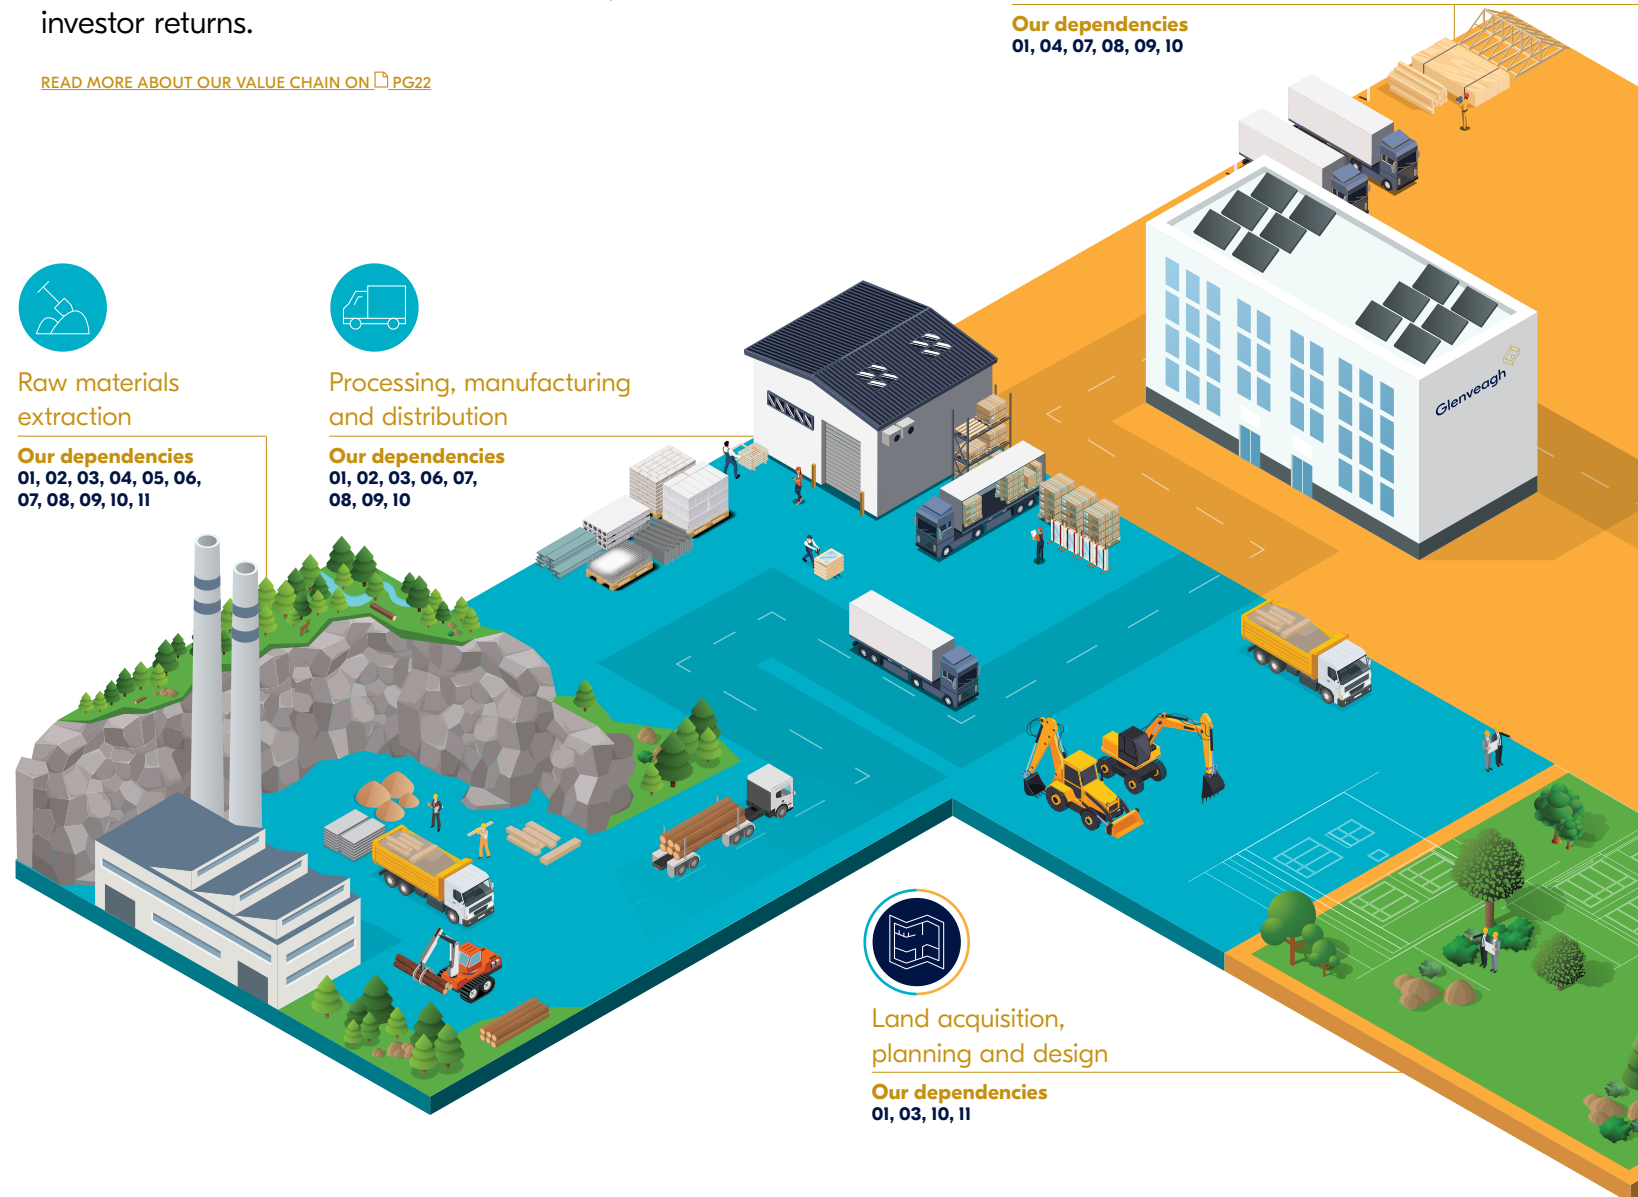 investor returns.
READ MORE ABOUT OUR VALUE CHAIN ON PG22
Our dependencies
01, 04, 07, 08, 09, 10
Raw materials
extraction
Our dependencies
01, 02, 03, 04, 05, 06,
07, 08, 09, 10, 11
Processing, manufacturing
and distribution
Our dependencies
01, 02, 03, 06, 07,
08, 09, 10
Glenveagh
Land acquisition,
planning and design
Our dependencies
01, 03, 10, 11